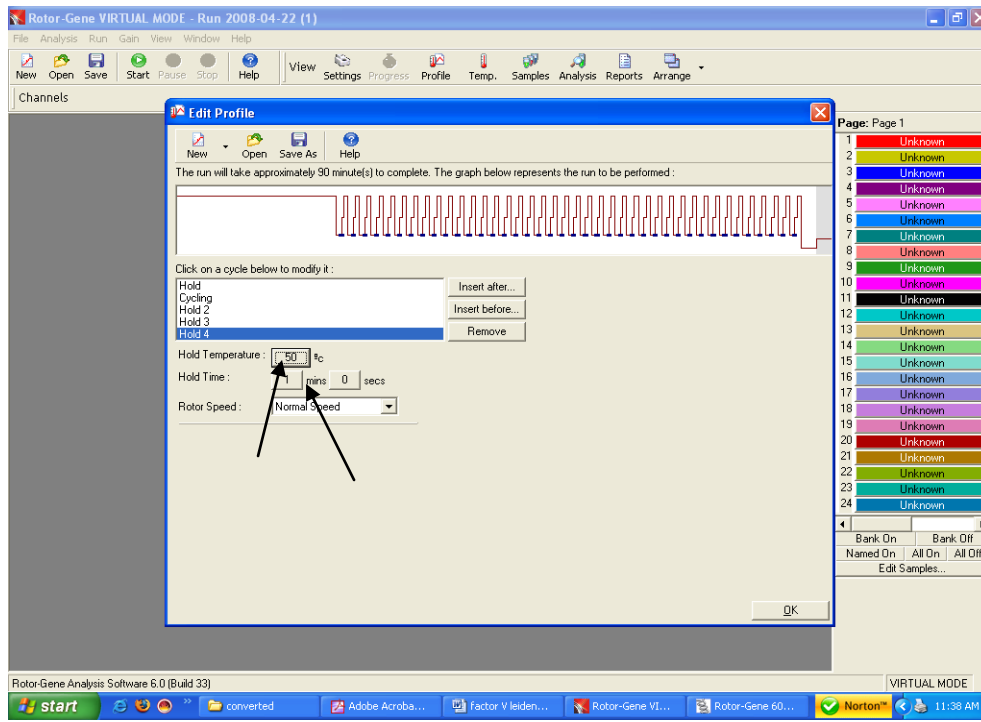 Rotor-Gene VIRTUAL MODE - Run 2008-04-22 (1)
File Analysis Run Gain View Window Help
New Open Save Start Pause Stop Help View Settings Progress Profile Temp. Samples Analysis Reports Arrange
Channels
Edit Profile
New Open Save As Help
The run will take approximately 90 minute(s) to complete. The graph below represents the run to be performed :
Click on a cycle below to modify it :
Hold
Cycling
Hold 2
Hold 3
Hold 4
Insert after...
Insert before...
Remove
Hold Temperature : 50 ºc
Hold Time : 1 mins 0 secs
Rotor Speed : Normal Speed
OK
Page: Page 1
1 Unknown
2 Unknown
3 Unknown
4 Unknown
5 Unknown
6 Unknown
7 Unknown
8 Unknown
9 Unknown
10 Unknown
11 Unknown
12 Unknown
13 Unknown
14 Unknown
15 Unknown
16 Unknown
17 Unknown
18 Unknown
19 Unknown
20 Unknown
21 Unknown
22 Unknown
23 Unknown
24 Unknown
Bank On Bank Off
Named On All On All Off
Edit Samples...
Rotor-Gene Analysis Software 6.0 (Build 33) VIRTUAL MODE
start converted Adobe Acroba... factor V leiden... Rotor-Gene VI... Rotor-Gene 60... Norton™ 11:38 AM